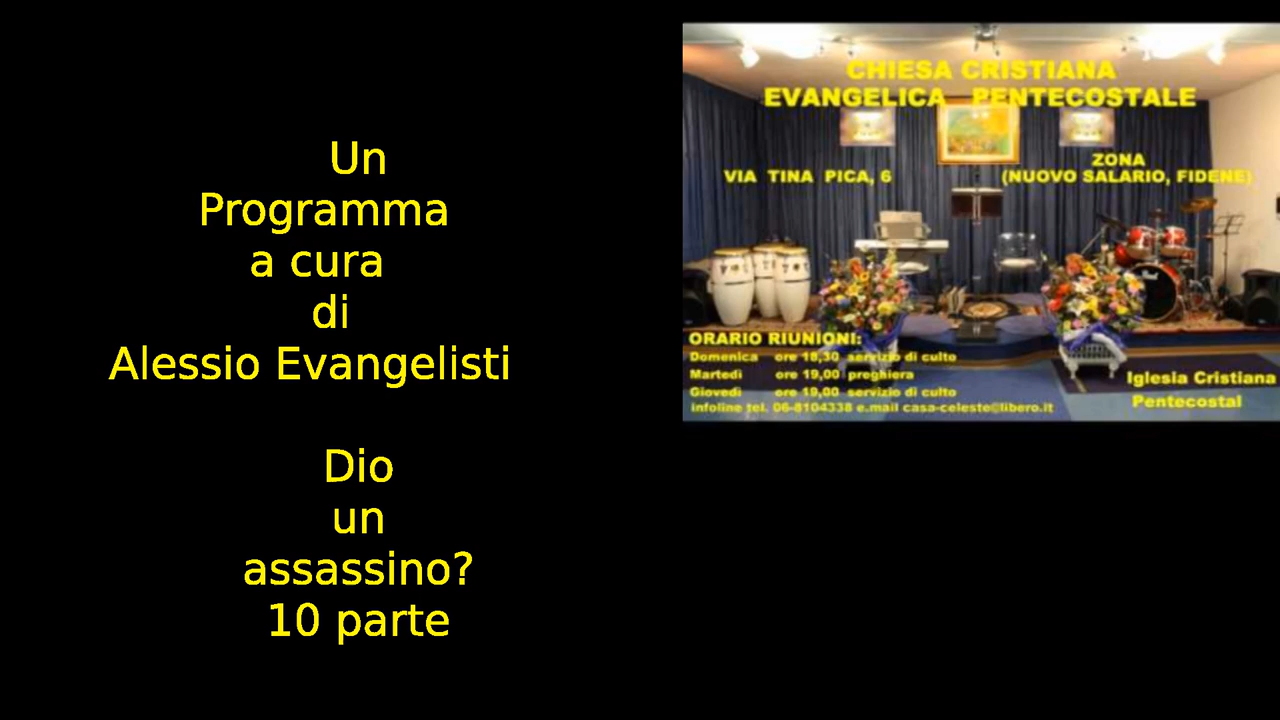 Un
Programma
a cura
di
Alessio Evangelisti
Dio
un
assassino?
10 parte
CHIESA CRISTIANA
EVANGELICA PENTECOSTALE
VIA TINA PICA, 6
ZONA
(NUOVO SALARIO, FIDENE)
ORARIO RIUNIONI:
Domenica ore 18,30 servizio di culto
Martedì ore 19,00 preghiera
Giovedì ore 19,00 servizio di culto
infoline tel. 06-8104338 e.mail casa-celeste@libero.it
Iglesia Cristiana
Pentecostal